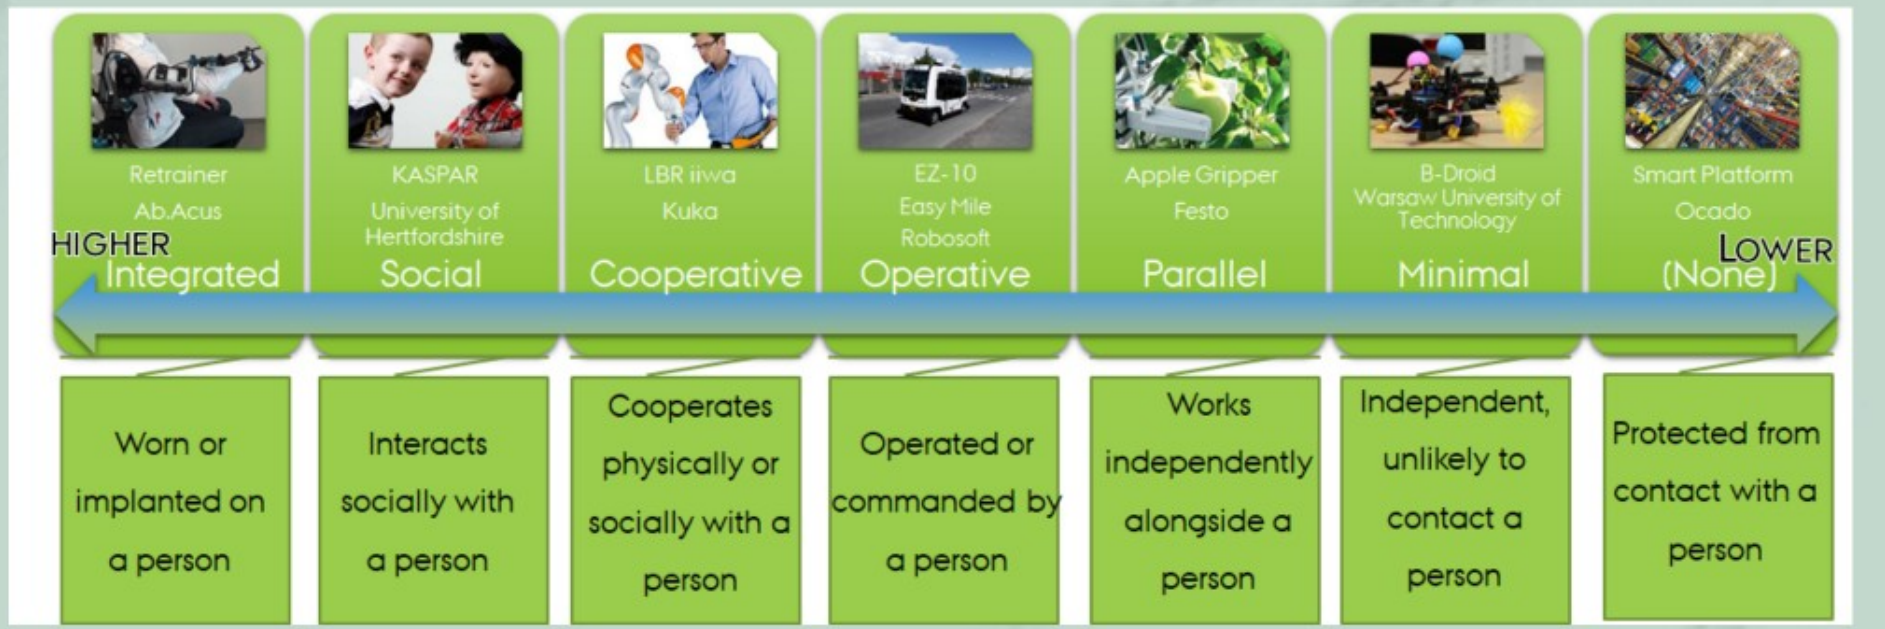 Retrainer
Ab.Acus
HIGHER
Integrated
KASPAR
University of
Hertfordshire
Social
LBR iiwa
Kuka
Cooperative
EZ-10
Easy Mile
Robosoft
Operative
Apple Gripper
Festo
Parallel
B-Droid
Warsaw University of
Technology
Minimal
Smart Platform
Ocado
LOWER
(None)
Worn or
implanted on
a person
Interacts
socially with
a person
Cooperates
physically or
socially with a
person
Operated or
commanded by
a person
Works
independently
alongside a
person
Independent,
unlikely to
contact a
person
Protected from
contact with a
person